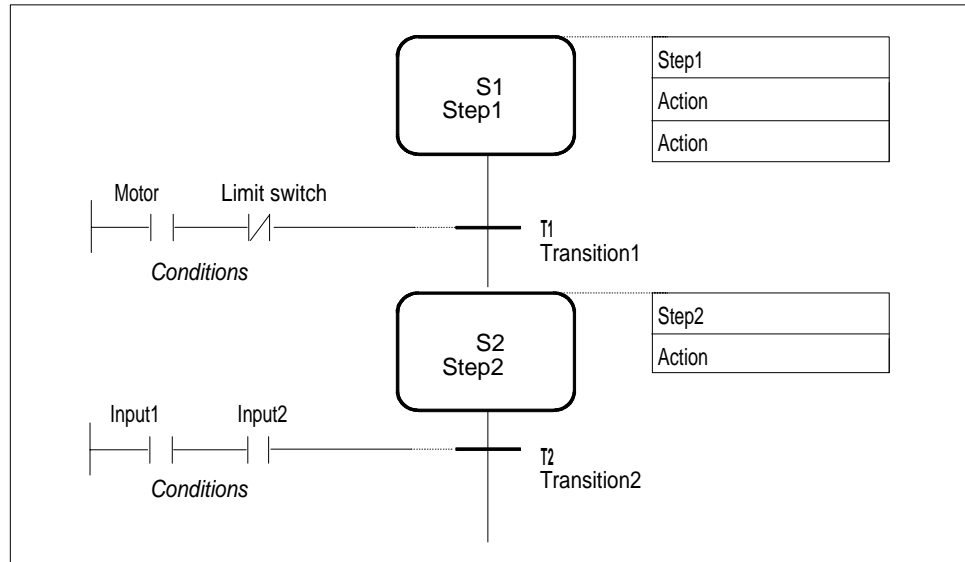 S1
Step1
Step1
Action
Action
Motor
Limit switch
T1
Transition1
Conditions
S2
Step2
Step2
Action
Input1
Input2
T2
Transition2
Conditions